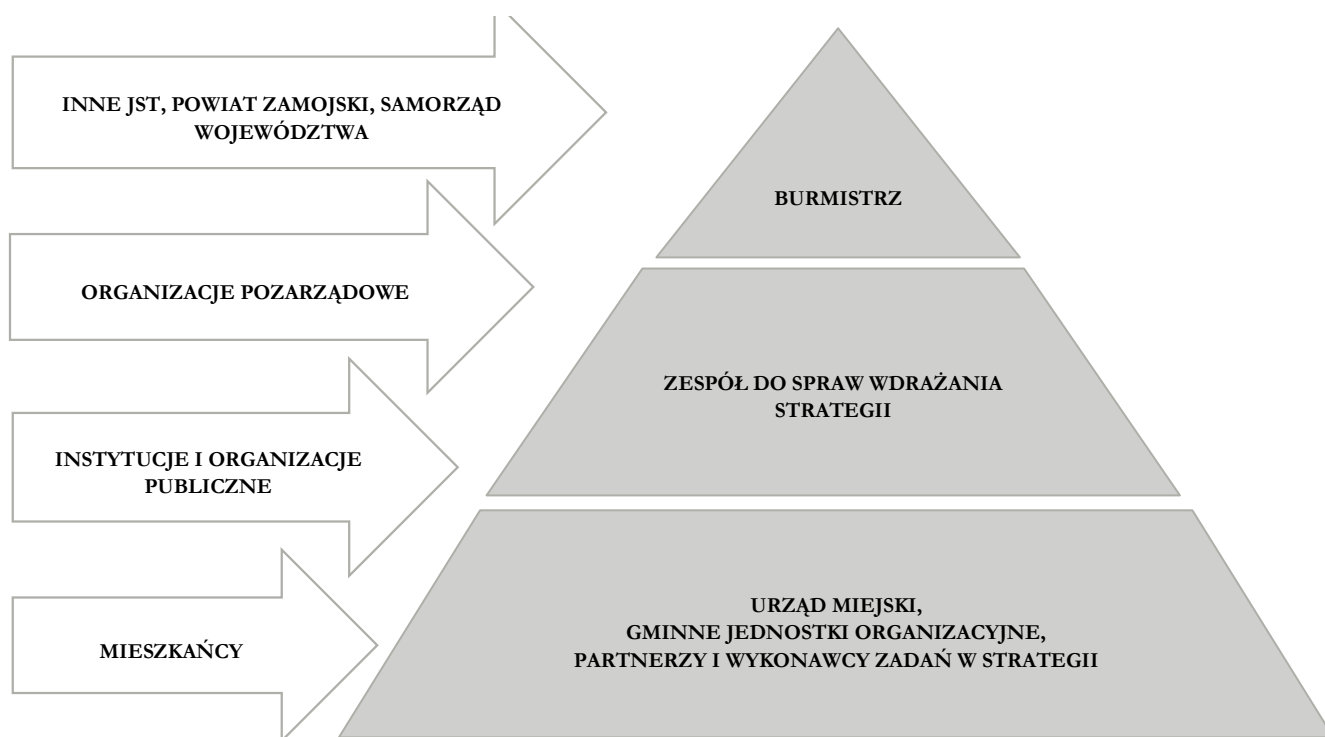 INNE JST, POWIAT ZAMOJSKI, SAMORZĄD
WOJEWÓDZTWA
BURMISTRZ
ORGANIZACJE POZARZĄDOWE
ZESPÓŁ DO SPRAW WDRAŻANIA
STRATEGII
INSTYTUCJE I ORGANIZACJE
PUBLICZNE
URZĄD MIEJSKI,
GMINNE JEDNOSTKI ORGANIZACYJNE,
PARTNERZY I WYKONAWCY ZADAŃ W STRATEGII
MIESZKAŃCY